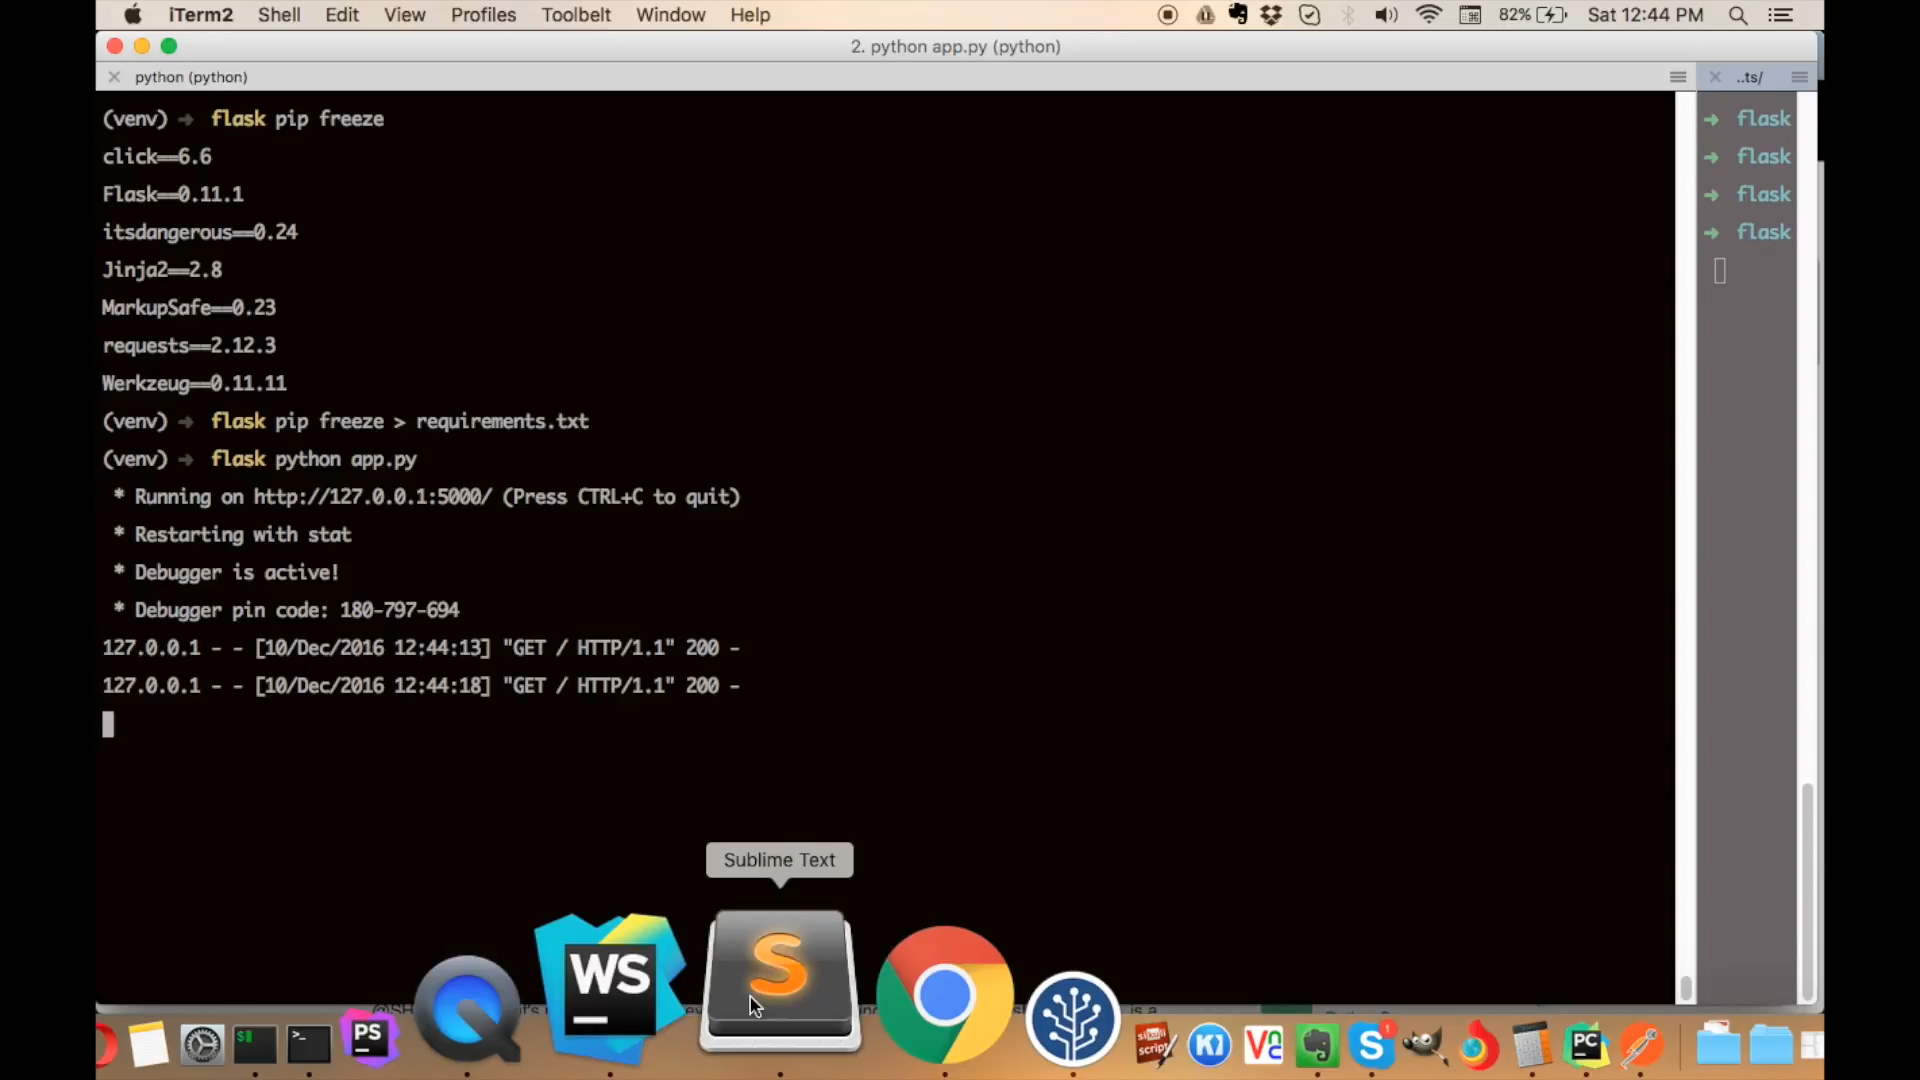 iTerm2 Shell Edit View Profiles Toolbelt Window Help 82% Sat 12:44 PM
2. python app.py (python)
python (python)
..ts/
(venv) ➜ flask pip freeze
click==6.6
Flask==0.11.1
itsdangerous==0.24
Jinja2==2.8
MarkupSafe==0.23
requests==2.12.3
Werkzeug==0.11.11
(venv) ➜ flask pip freeze > requirements.txt
(venv) ➜ flask python app.py
* Running on http://127.0.0.1:5000/ (Press CTRL+C to quit)
* Restarting with stat
* Debugger is active!
* Debugger pin code: 180-797-694
127.0.0.1 - - [10/Dec/2016 12:44:13] "GET / HTTP/1.1" 200 -
127.0.0.1 - - [10/Dec/2016 12:44:18] "GET / HTTP/1.1" 200 -
➜ flask
➜ flask
➜ flask
➜ flask
Sublime Text
WS
S
PS
script
K
VC
S
1
PC